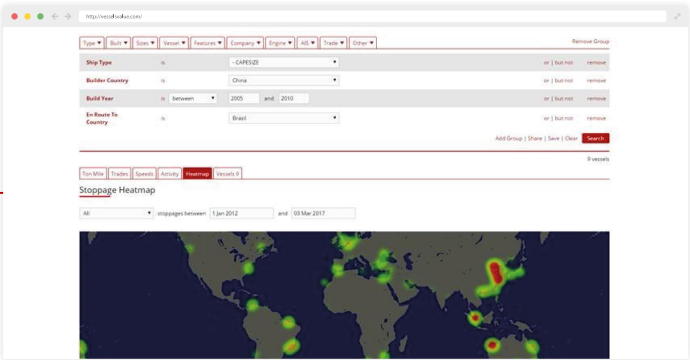 http://vesselsvalue.com/
Type ▼ Built ▼ Sizes ▼ Vessel ▼ Features ▼ Company ▼ Engine ▼ AIS ▼ Trade ▼ Other ▼ Remove Group
Ship Type is - CAPESIZE or | but not remove
Builder Country is China or | but not remove
Build Year is between 2005 and 2010 or | but not remove
En Route To
Country is Brasil or | but not remove
Add Group | Share | Save | Clear Search
9 vessels
Ton Mile Trades Speeds Activity Heatmap Vessels 9
Stoppage Heatmap
All stoppages between 1 Jan 2012 and 03 Mar 2017